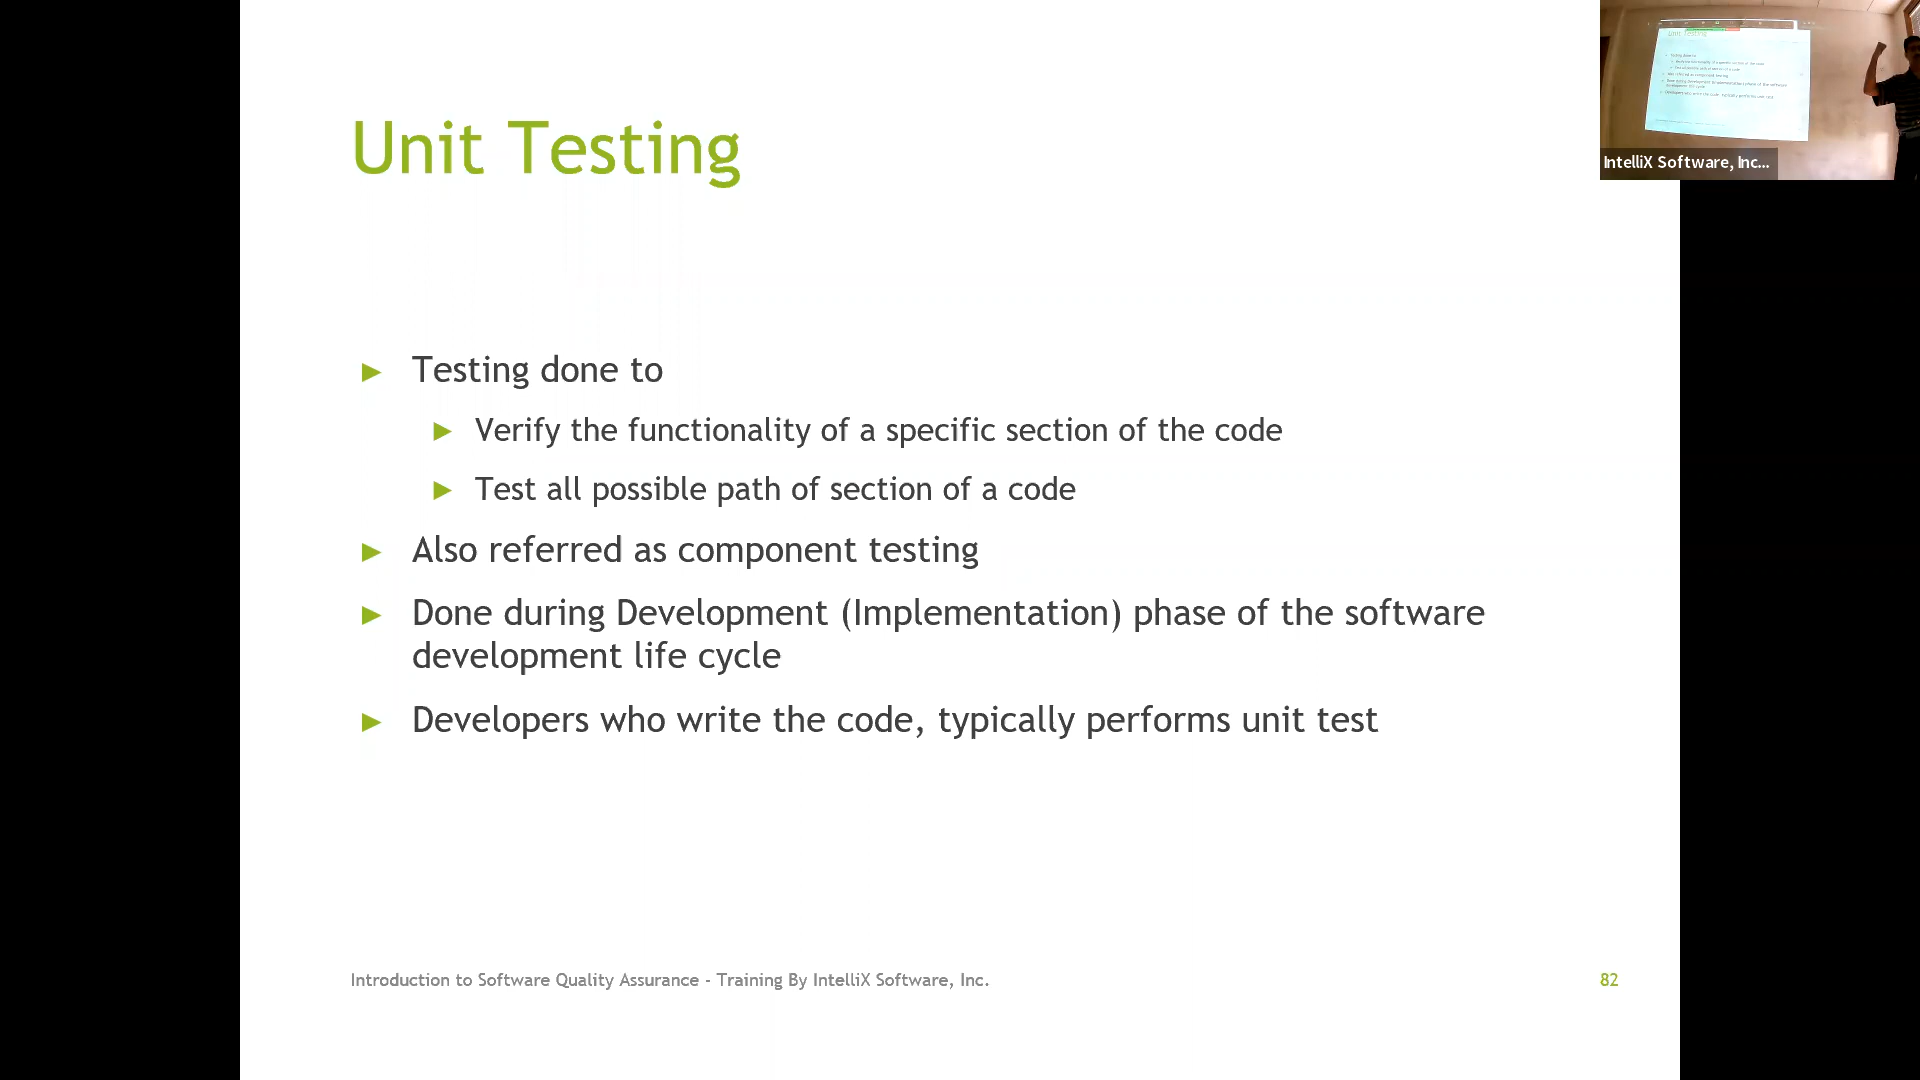 Unit Testing
Testing done to
Verify the functionality of a specific section of the code
Test all possible path of section of a code
Also referred as component testing
Done during Development (Implementation) phase of the software
development life cycle
Developers who write the code, typically performs unit test
Introduction to Software Quality Assurance - Training By IntelliX Software, Inc.
82
IntelliX Software, Inc...
Unit Testing